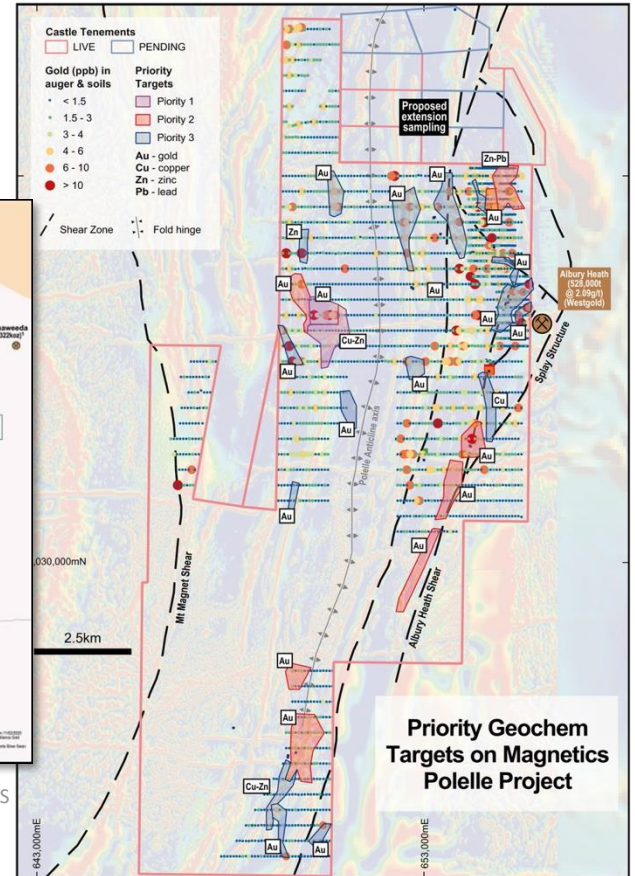 Castle Tenements
LIVE PENDING
Gold (ppb) in
auger & soils
< 1.5
1.5 - 3
3 - 4
4 - 6
6 - 10
> 10
Priority
Targets
Piority 1
Piority 2
Piority 3
Au - gold
Cu - copper
Zn - zinc
Pb - lead
Shear Zone Fold hinge
Proposed
extension
sampling
Zn-Pb
Au
Au
Au
Au
Zn
Au
Au
Au
Au
Albury Heath
(528,000t
@ 2.09g/t)
(Westgold)
Au
Au
Cu-Zn
Splay Structure
Au
Au
Cu
Au
Polelle Anticline axis
Au
Au
Au
Au
,030,000mN
Mt Magnet Shear
Albury Heath Shear
2.5km
Au
Au
Priority Geochem
Targets on Magnetics
Polelle Project
Cu-Zn
Au
Au
643,000mE
653,000mE